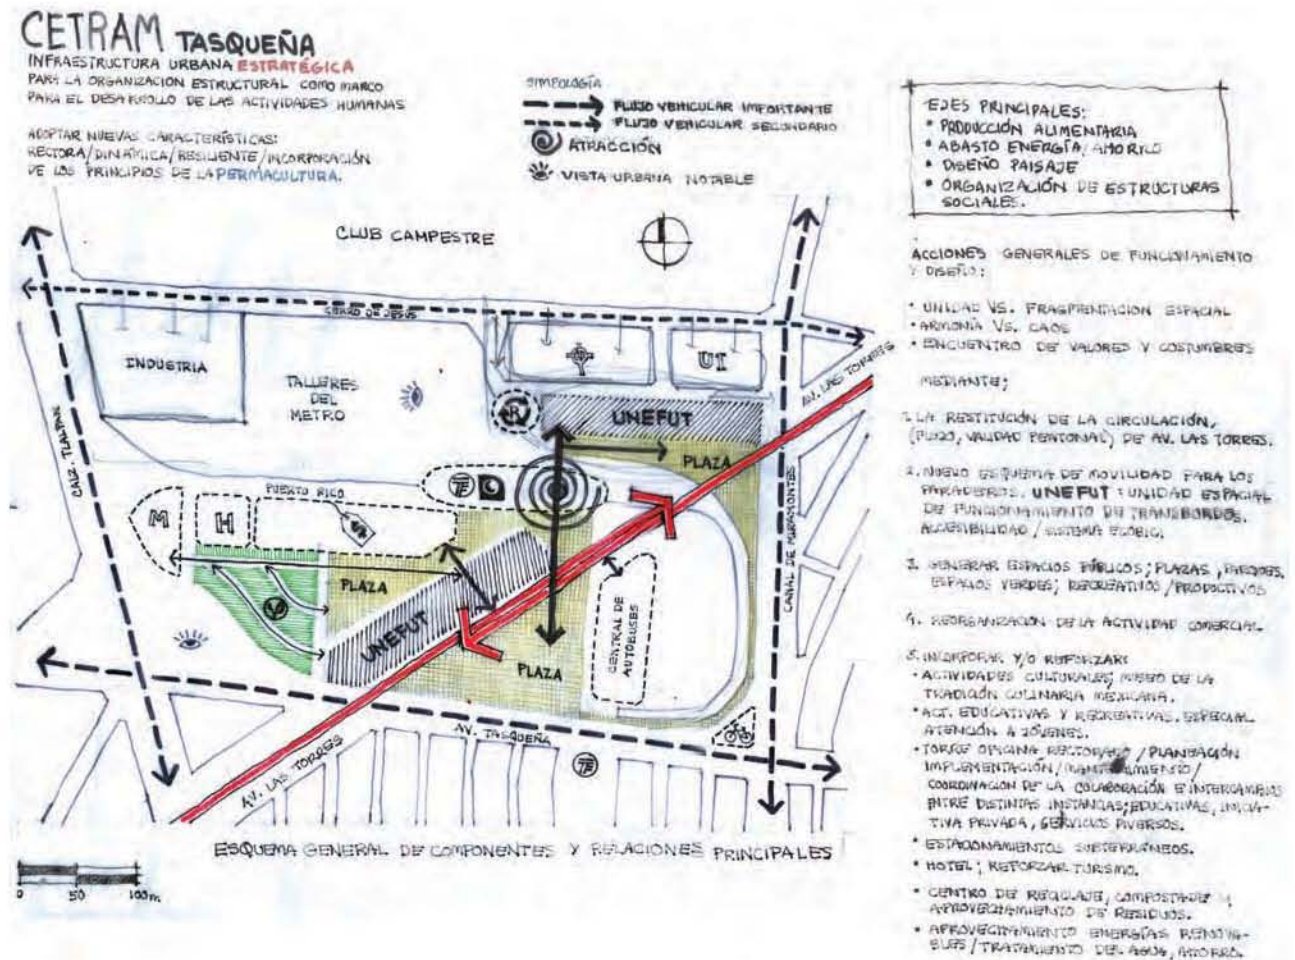 CETRAM TASQUEÑA
INFRAESTRUCTURA URBANA ESTRATÉGICA
PARA LA ORGANIZACIÓN ESTRUCTURAL COMO MARCO
PARA EL DESARROLLO DE LAS ACTIVIDADES HUMANAS
ADOPTAR NUEVAS CARACTERÍSTICAS:
RECTORA/DINÁMICA/RESILIENTE/INCORPORACIÓN
DE LOS PRINCIPIOS DE LA PERMACULTURA.
SIMBOLOGÍA
FLUJO VEHICULAR IMPORTANTE
FLUJO VEHICULAR SECUNDARIO
ATRACCIÓN
VISTA URBANA NOTABLE
EJES PRINCIPALES:
• PRODUCCIÓN ALIMENTARIA
• ABASTO ENERGÍA/AHORRO
• DISEÑO PAISAJE
• ORGANIZACIÓN DE ESTRUCTURAS
SOCIALES.
CLUB CAMPESTRE
CERRO DE JESUS
INDUSTRIA
TALLERES
DEL
METRO
UI
R
UNEFUT
PLAZA
AV. LAS TORRES
CALZ. TLALPAN
PUERTO RICO
M
H
TE
PLAZA
UNEFUT
PLAZA
CENTRAL DE
AUTOBUSES
CANAL DE MIRAMONTES
AV. TASQUEÑA
TE
AV. LAS TORRES
ESQUEMA GENERAL DE COMPONENTES Y RELACIONES PRINCIPALES
0 50 100m
ACCIONES GENERALES DE FUNCIONAMIENTO
Y DISEÑO:
• UNIDAD VS. FRAGMENTACION ESPACIAL
• ARMONÍA VS. CAOS
• ENCUENTRO DE VALORES Y COSTUMBRES
MEDIANTE;
1. LA RESTITUCIÓN DE LA CIRCULACIÓN,
(FLUJO, VIALIDAD PEATONAL) DE AV. LAS TORRES.
2. NUEVO ESQUEMA DE MOVILIDAD PARA LOS
PARADEROS. UNEFUT: UNIDAD ESPACIAL
DE FUNCIONAMIENTO DE TRANSBORDOS.
ACCESIBILIDAD / SISTEMA ECOBICI
3. GENERAR ESPACIOS PÚBLICOS; PLAZAS, PARQUES,
ESPACIOS VERDES; RECREATIVOS/PRODUCTIVOS
4. REORGANIZACIÓN DE LA ACTIVIDAD COMERCIAL.
5. INCORPORAR Y/O REFORZAR:
• ACTIVIDADES CULTURALES; MUSEO DE LA
TRADICIÓN CULINARIA MEXICANA.
• ACT. EDUCATIVAS Y RECREATIVAS. ESPECIAL
ATENCIÓN A JÓVENES.
• TORRE OFICINA RECTORADO / PLANEACIÓN
IMPLEMENTACIÓN / MANTENIMIENTO /
COORDINACION DE LA COLABORACIÓN E INTERCAMBIOS
ENTRE DISTINTAS INSTANCIAS; EDUCATIVAS, INICIA-
TIVA PRIVADA, SERVICIOS DIVERSOS.
• ESTACIONAMIENTOS SUBTERRÁNEOS.
• HOTEL; REFORZAR TURISMO.
• CENTRO DE RECICLAJE, COMPOSTAJE Y
APROVECHAMIENTO DE RESIDUOS.
• APROVECHAMIENTO ENERGÍAS RENOVA-
BLES / TRATAMIENTO DEL AGUA, AHORRO.